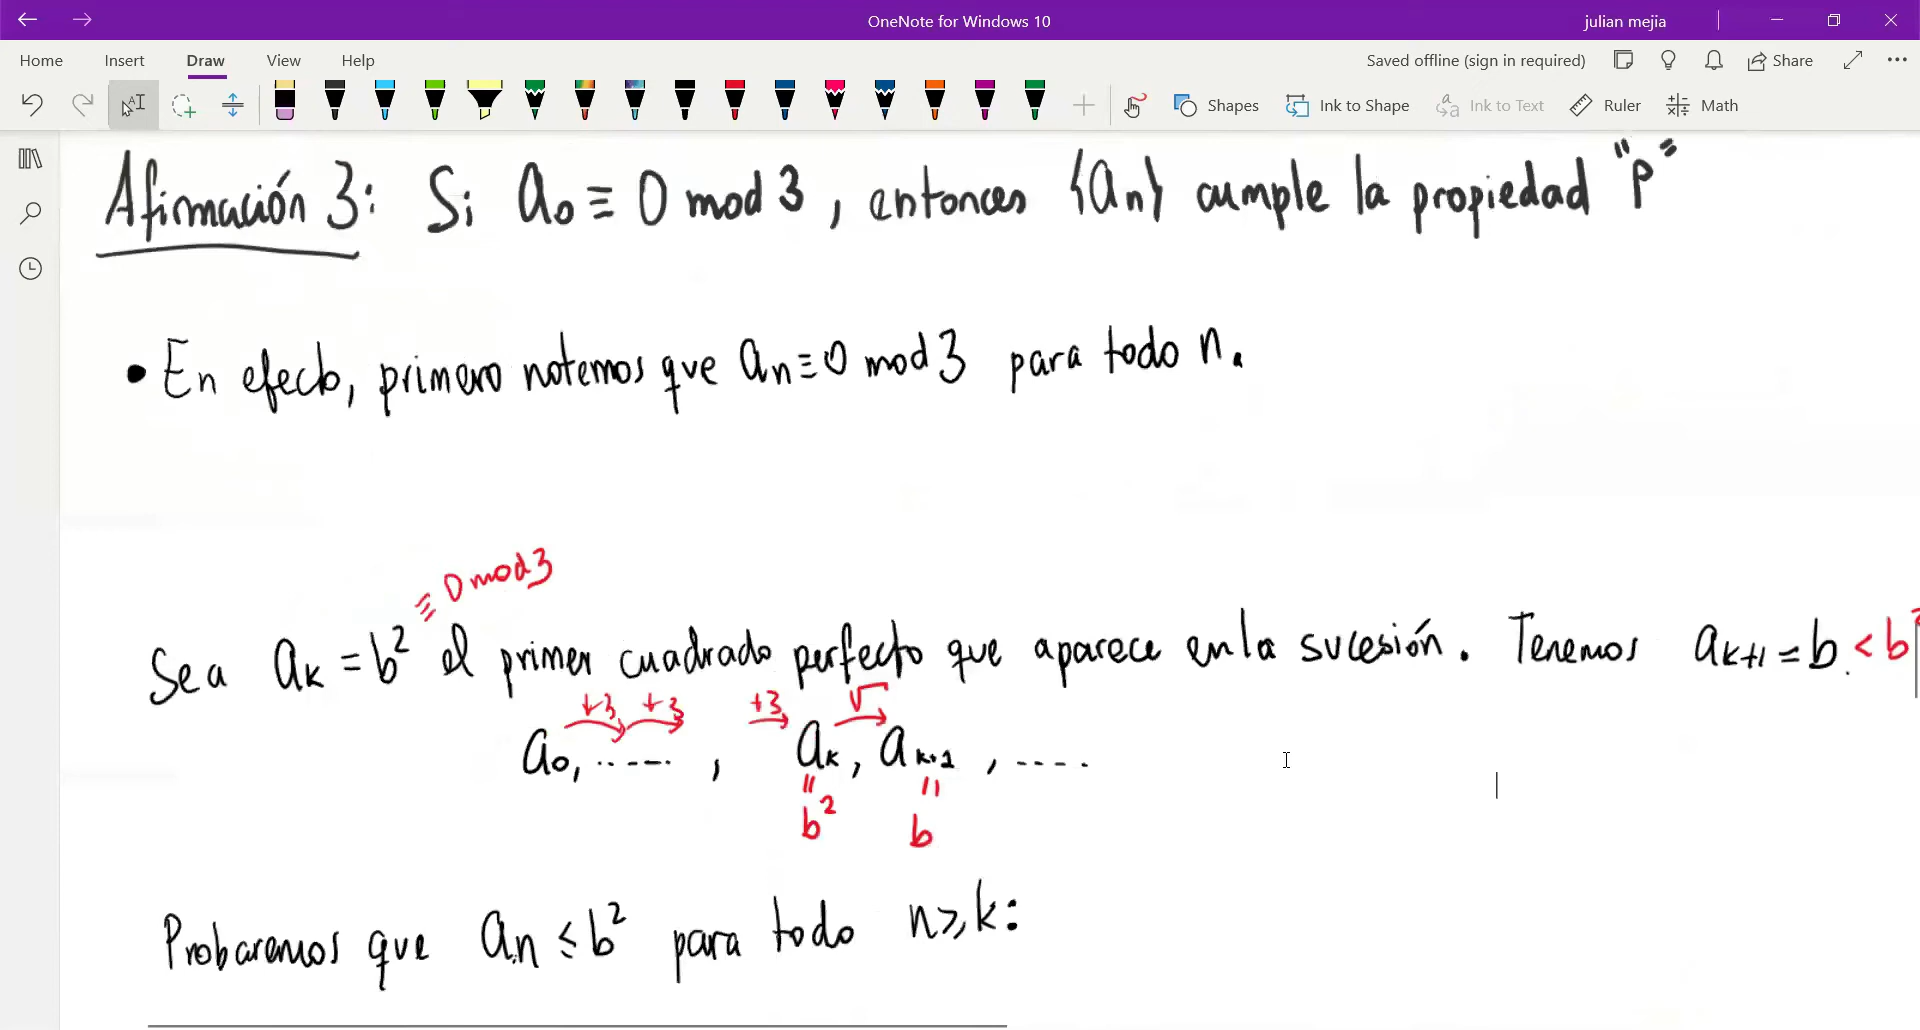 OneNote for Windows 10
julian mejia
Home Insert Draw View Help
Saved offline (sign in required) Share
Shapes Ink to Shape Ink to Text Ruler Math
Afirmación 3: Si a₀ ≡ 0 mod 3, entonces {aₙ} cumple la propiedad "P"
• En efecto, primero notemos que aₙ ≡ 0 mod 3 para todo n.
≡ 0 mod 3
Sea aₖ = b² el primer cuadrado perfecto que aparece en la sucesión. Tenemos aₖ₊₁ = b. < b²
+3 +3 +3 √
a₀, ......, aₖ, aₖ₊₁, ....
= =
b² b
Probaremos que aₙ ≤ b² para todo n ≥ k: